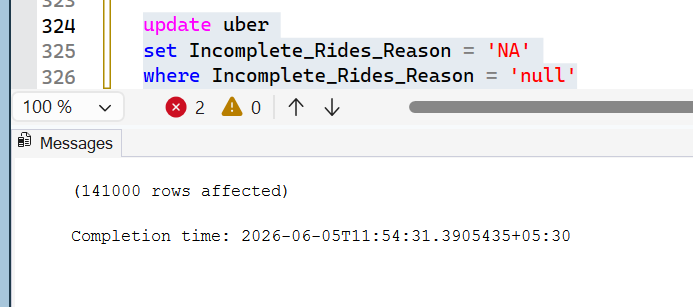 323
324 update uber
325 set Incomplete_Rides_Reason = 'NA'
326 where Incomplete_Rides_Reason = 'null'
100 % 2 0
Messages
(141000 rows affected)
Completion time: 2026-06-05T11:54:31.3905435+05:30